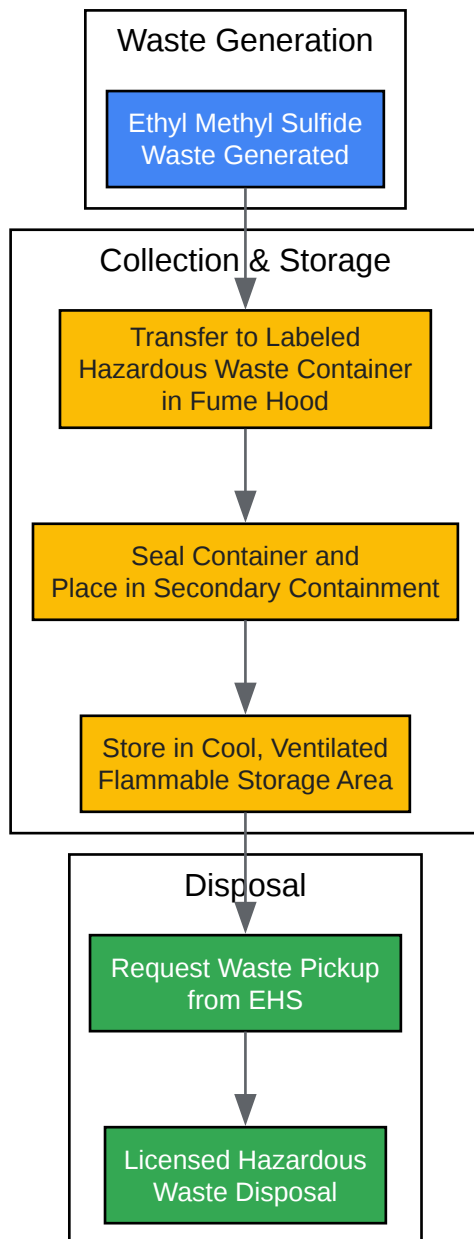 Waste Generation
Ethyl Methyl Sulfide
Waste Generated
Collection & Storage
Transfer to Labeled
Hazardous Waste Container
in Fume Hood
Seal Container and
Place in Secondary Containment
Store in Cool, Ventilated
Flammable Storage Area
Disposal
Request Waste Pickup
from EHS
Licensed Hazardous
Waste Disposal